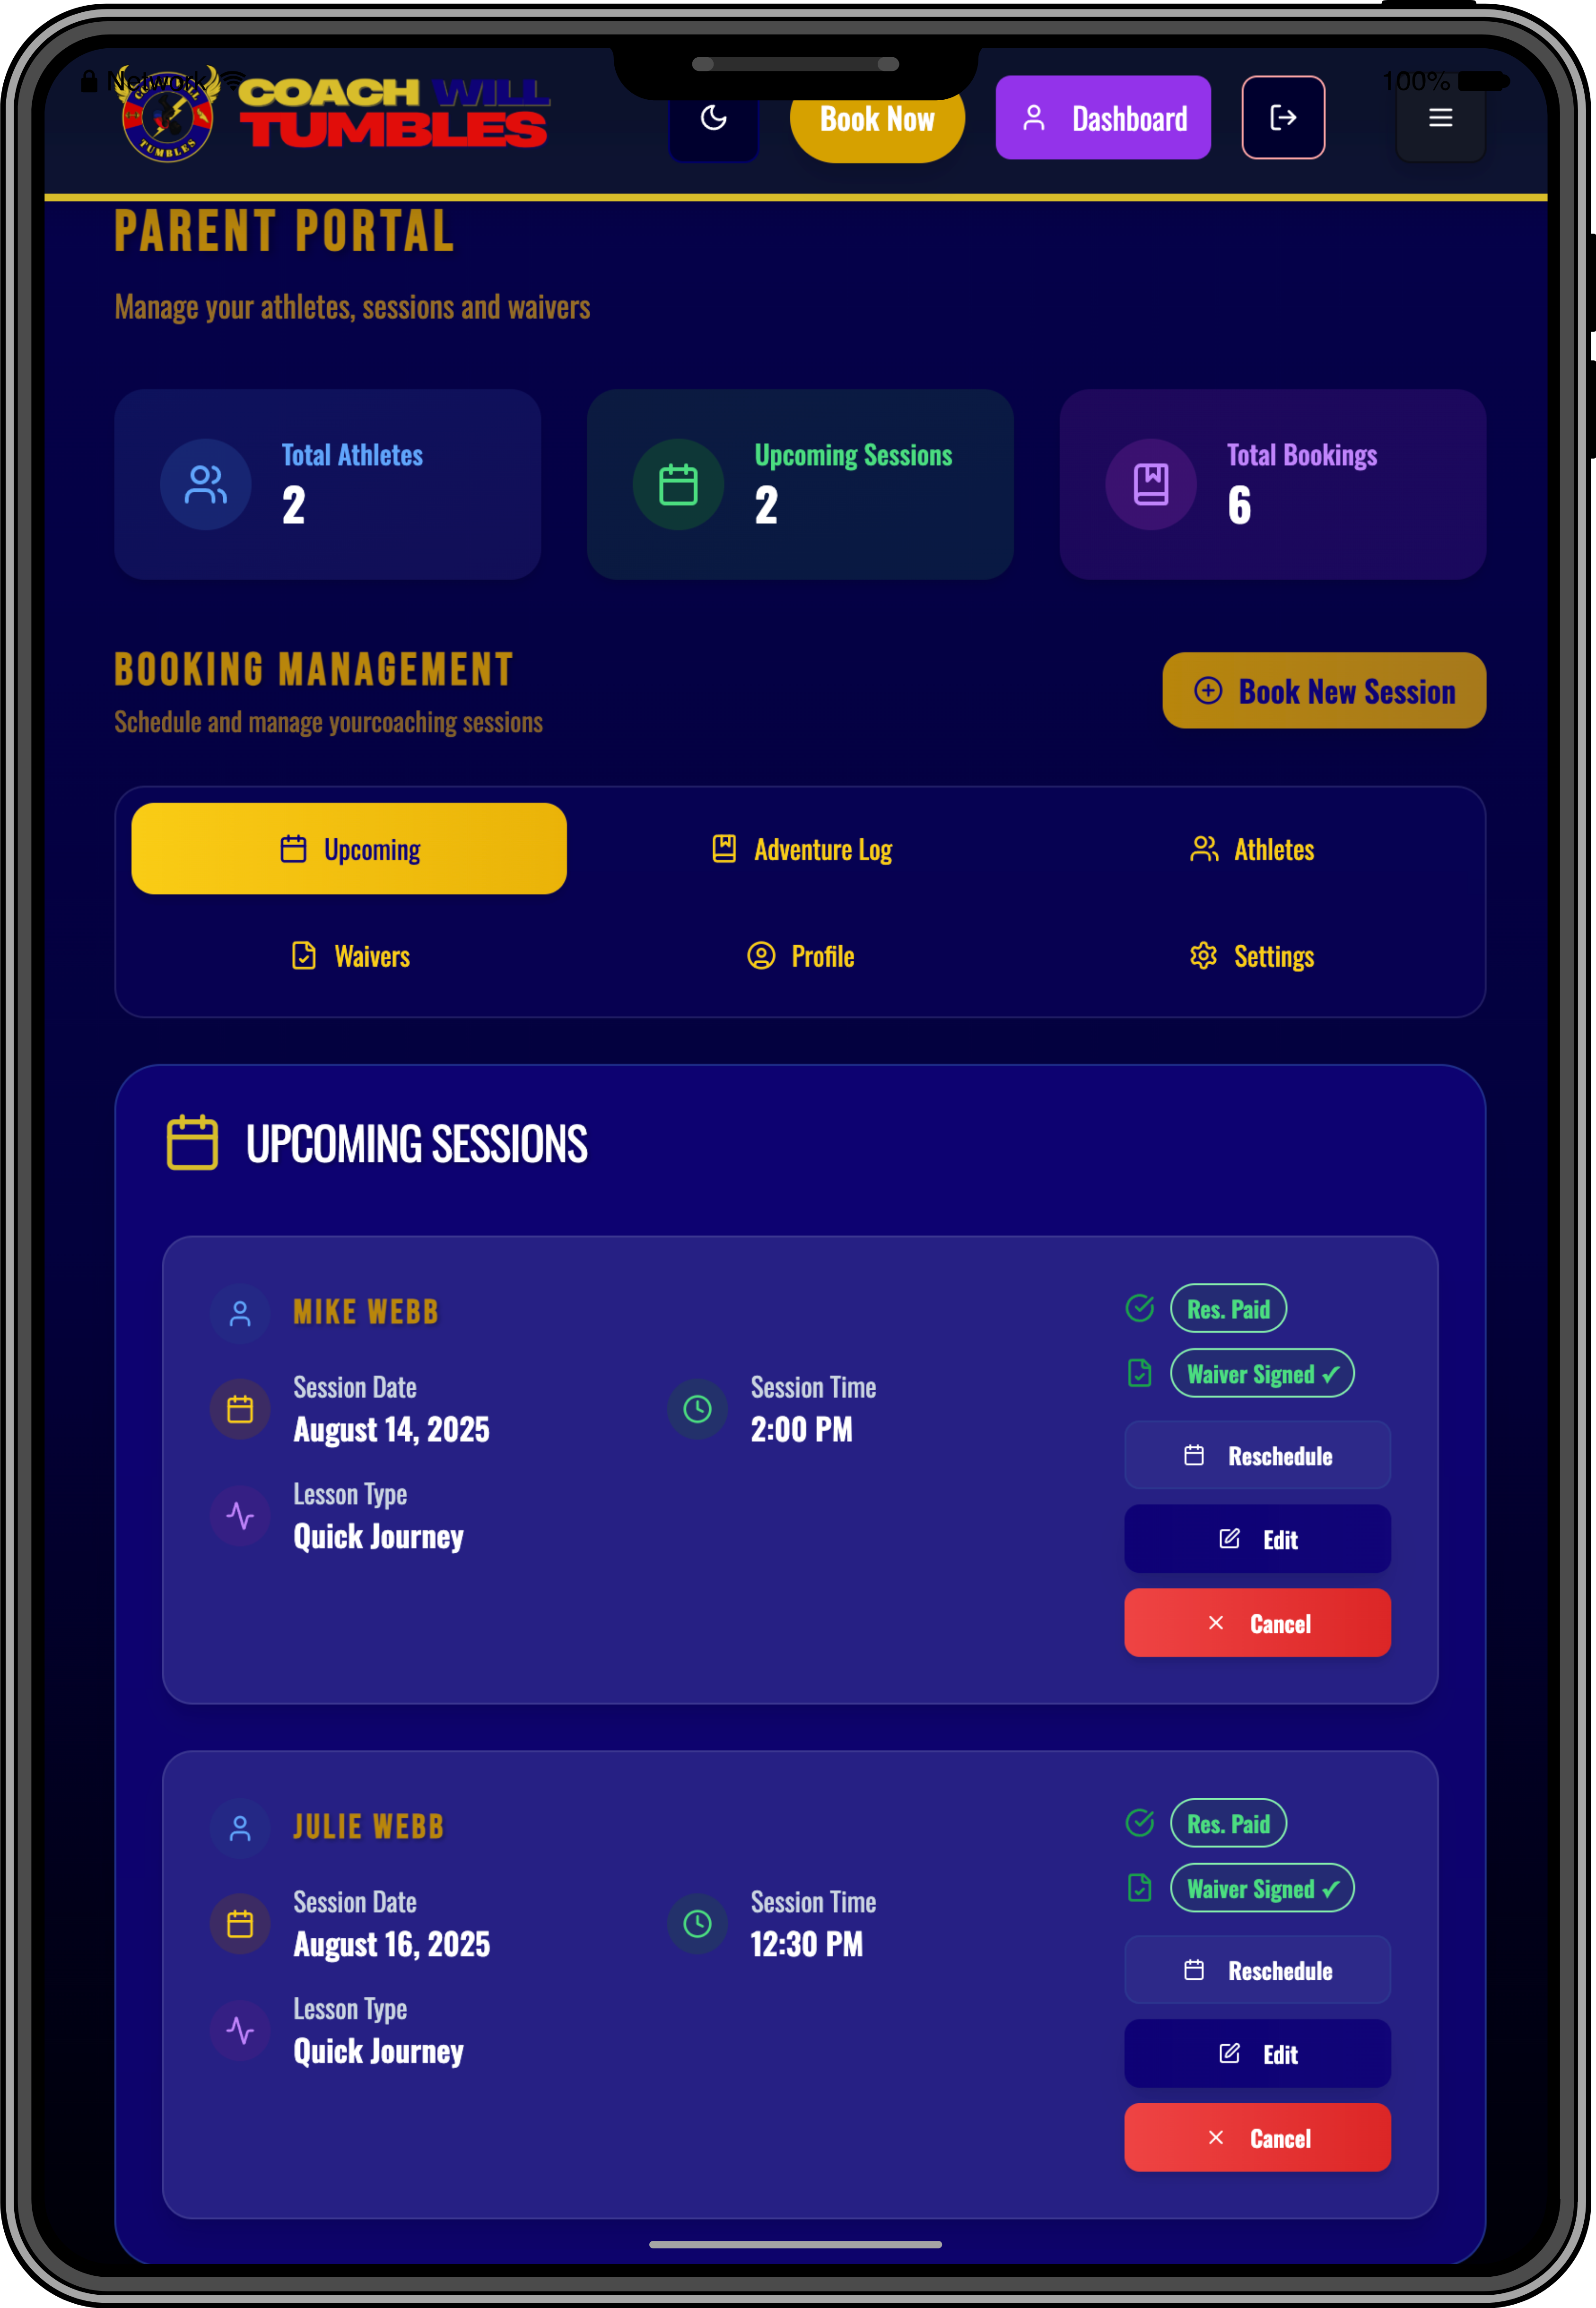 Network
100%
TUMBLES
COACH WILL
TUMBLES
Book Now
Dashboard
PARENT PORTAL
Manage your athletes, sessions and waivers
Total Athletes
2
Upcoming Sessions
2
Total Bookings
6
BOOKING MANAGEMENT
Schedule and manage yourcoaching sessions
Book New Session
Upcoming
Adventure Log
Athletes
Waivers
Profile
Settings
UPCOMING SESSIONS
MIKE WEBB
Session Date
August 14, 2025
Session Time
2:00 PM
Lesson Type
Quick Journey
Res. Paid
Waiver Signed ✓
Reschedule
Edit
Cancel
JULIE WEBB
Session Date
August 16, 2025
Session Time
12:30 PM
Lesson Type
Quick Journey
Res. Paid
Waiver Signed ✓
Reschedule
Edit
Cancel